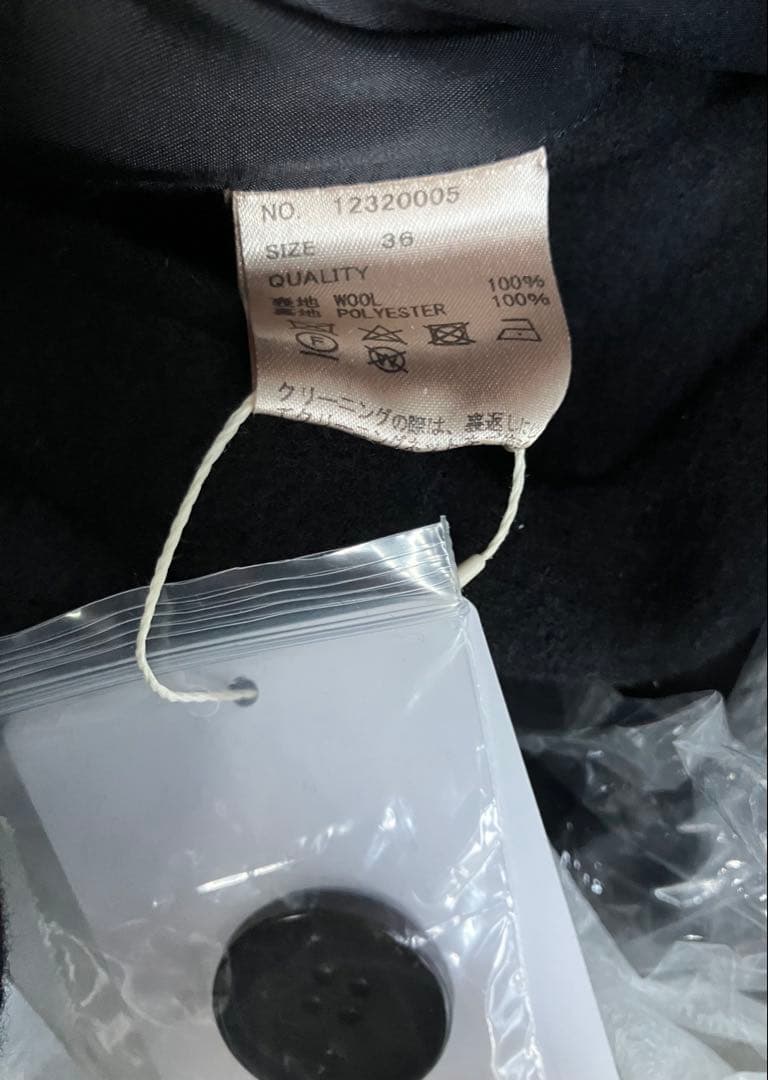 NO. 12320005
SIZE 36
QUALITY
表地 WOOL 100%
裏地 POLYESTER 100%
F
W
クリーニングの際は、裏返し